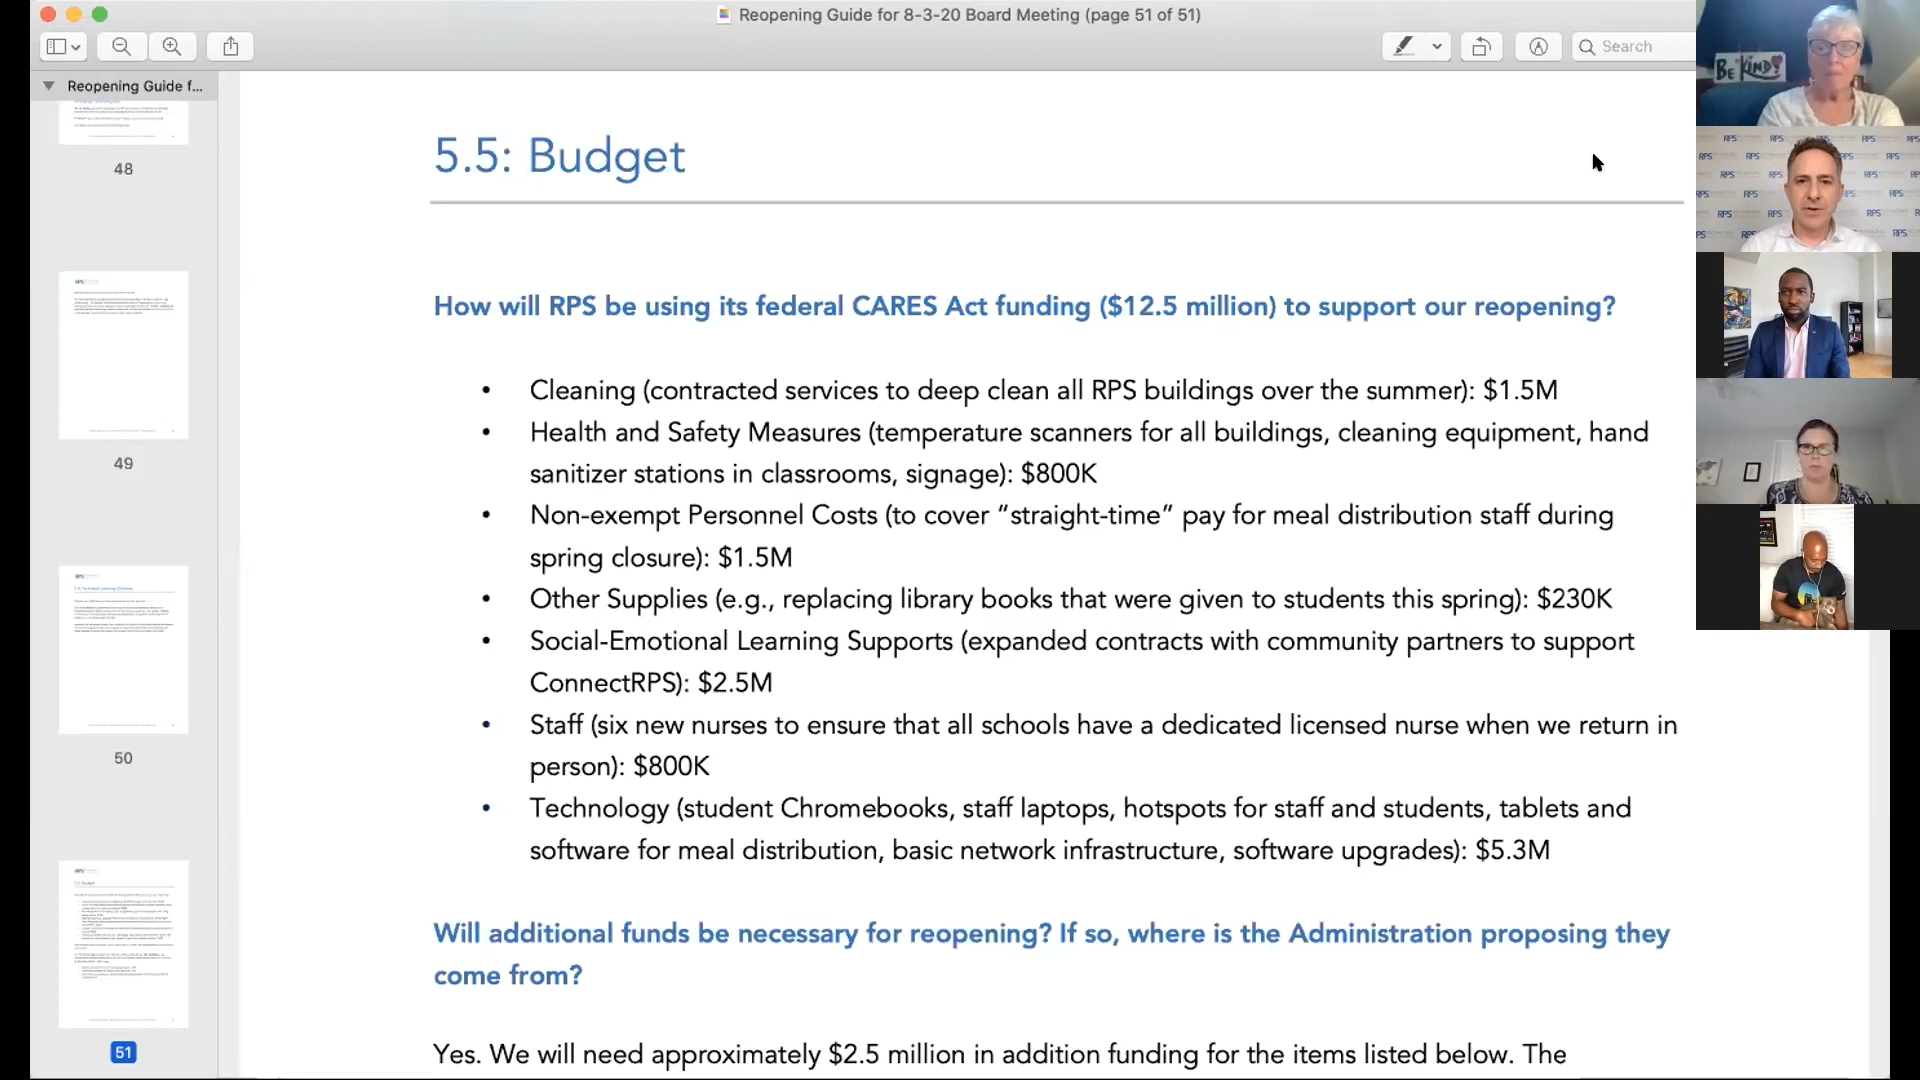 Reopening Guide for 8-3-20 Board Meeting (page 51 of 51)
Search
Reopening Guide f...
48
49
50
51
5.5: Budget
How will RPS be using its federal CARES Act funding ($12.5 million) to support our reopening?
• Cleaning (contracted services to deep clean all RPS buildings over the summer): $1.5M
• Health and Safety Measures (temperature scanners for all buildings, cleaning equipment, hand
sanitizer stations in classrooms, signage): $800K
• Non-exempt Personnel Costs (to cover “straight-time” pay for meal distribution staff during
spring closure): $1.5M
• Other Supplies (e.g., replacing library books that were given to students this spring): $230K
• Social-Emotional Learning Supports (expanded contracts with community partners to support
ConnectRPS): $2.5M
• Staff (six new nurses to ensure that all schools have a dedicated licensed nurse when we return in
person): $800K
• Technology (student Chromebooks, staff laptops, hotspots for staff and students, tablets and
software for meal distribution, basic network infrastructure, software upgrades): $5.3M
Will additional funds be necessary for reopening? If so, where is the Administration proposing they
come from?
Yes. We will need approximately $2.5 million in addition funding for the items listed below. The
BE KIND!
RPS